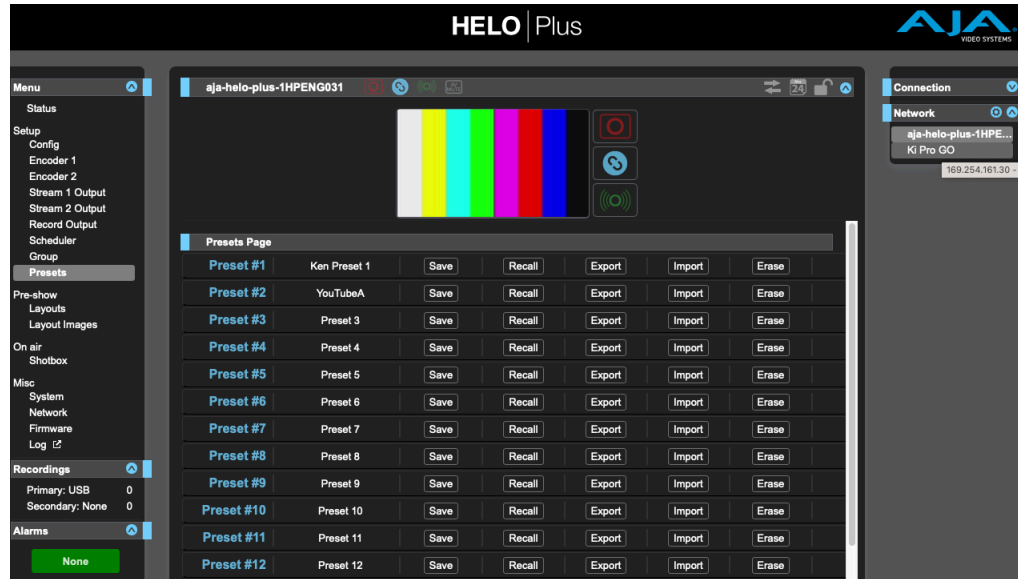 HELO Plus
AJA
VIDEO SYSTEMS
Menu
Status
Setup
Config
Encoder 1
Encoder 2
Stream 1 Output
Stream 2 Output
Record Output
Scheduler
Group
Presets
Pre-show
Layouts
Layout Images
On air
Shotbox
Misc
System
Network
Firmware
Log
Recordings
Primary: USB 0
Secondary: None 0
Alarms
None
aja-helo-plus-1HPENG031
24
Presets Page
Preset #1 Ken Preset 1 Save Recall Export Import Erase
Preset #2 YouTubeA Save Recall Export Import Erase
Preset #3 Preset 3 Save Recall Export Import Erase
Preset #4 Preset 4 Save Recall Export Import Erase
Preset #5 Preset 5 Save Recall Export Import Erase
Preset #6 Preset 6 Save Recall Export Import Erase
Preset #7 Preset 7 Save Recall Export Import Erase
Preset #8 Preset 8 Save Recall Export Import Erase
Preset #9 Preset 9 Save Recall Export Import Erase
Preset #10 Preset 10 Save Recall Export Import Erase
Preset #11 Preset 11 Save Recall Export Import Erase
Preset #12 Preset 12 Save Recall Export Import Erase
Connection
Network
aja-helo-plus-1HPE...
Ki Pro GO
169.254.161.30 -